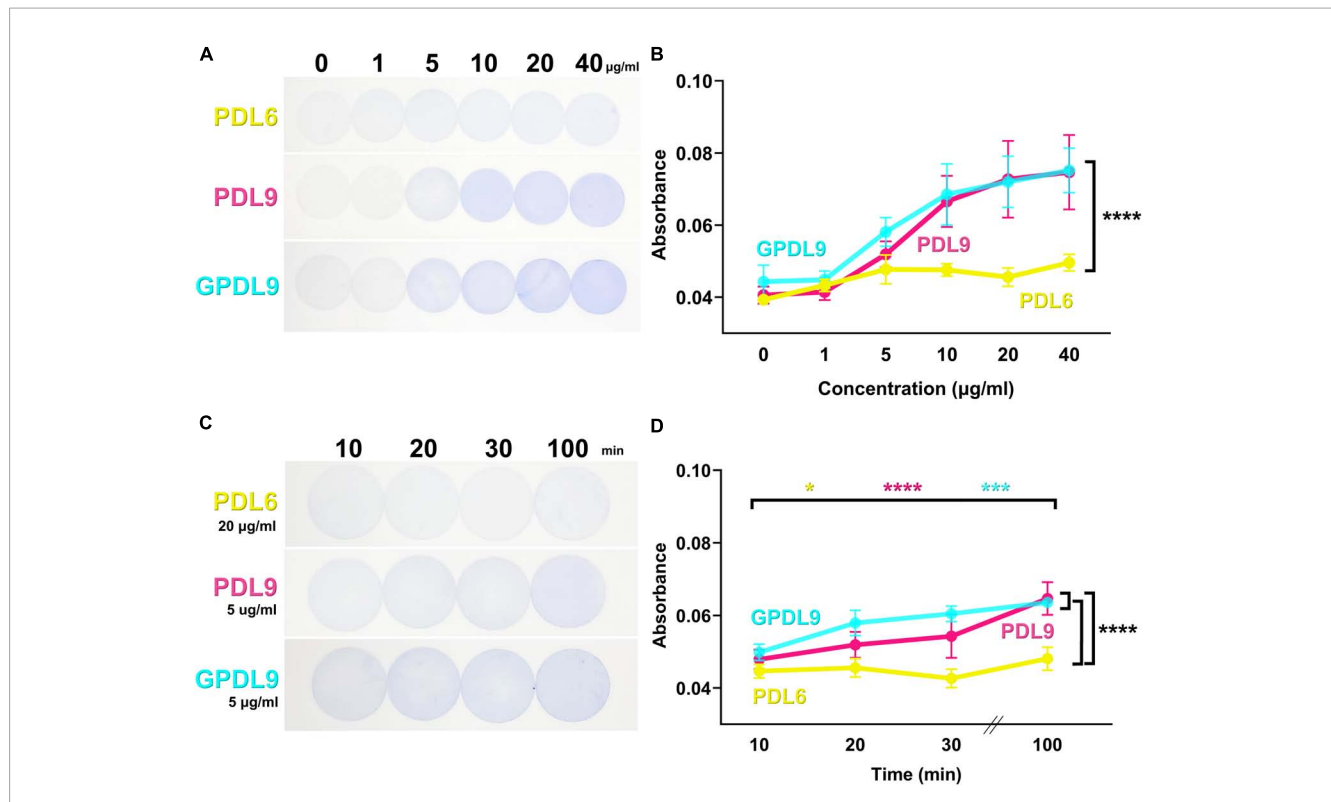 A
0 1 5 10 20 40 µg/ml
PDL6
PDL9
GPDL9
B
0.10
0.08
0.06
0.04
Absorbance
GPDL9
PDL9
PDL6
****
0 1 5 10 20 40
Concentration (µg/ml)
C
10 20 30 100 min
PDL6
20 µg/ml
PDL9
5 ug/ml
GPDL9
5 µg/ml
D
0.10
0.08
0.06
0.04
Absorbance
* **** ***
GPDL9
PDL9
PDL6
****
10 20 30 // 100
Time (min)